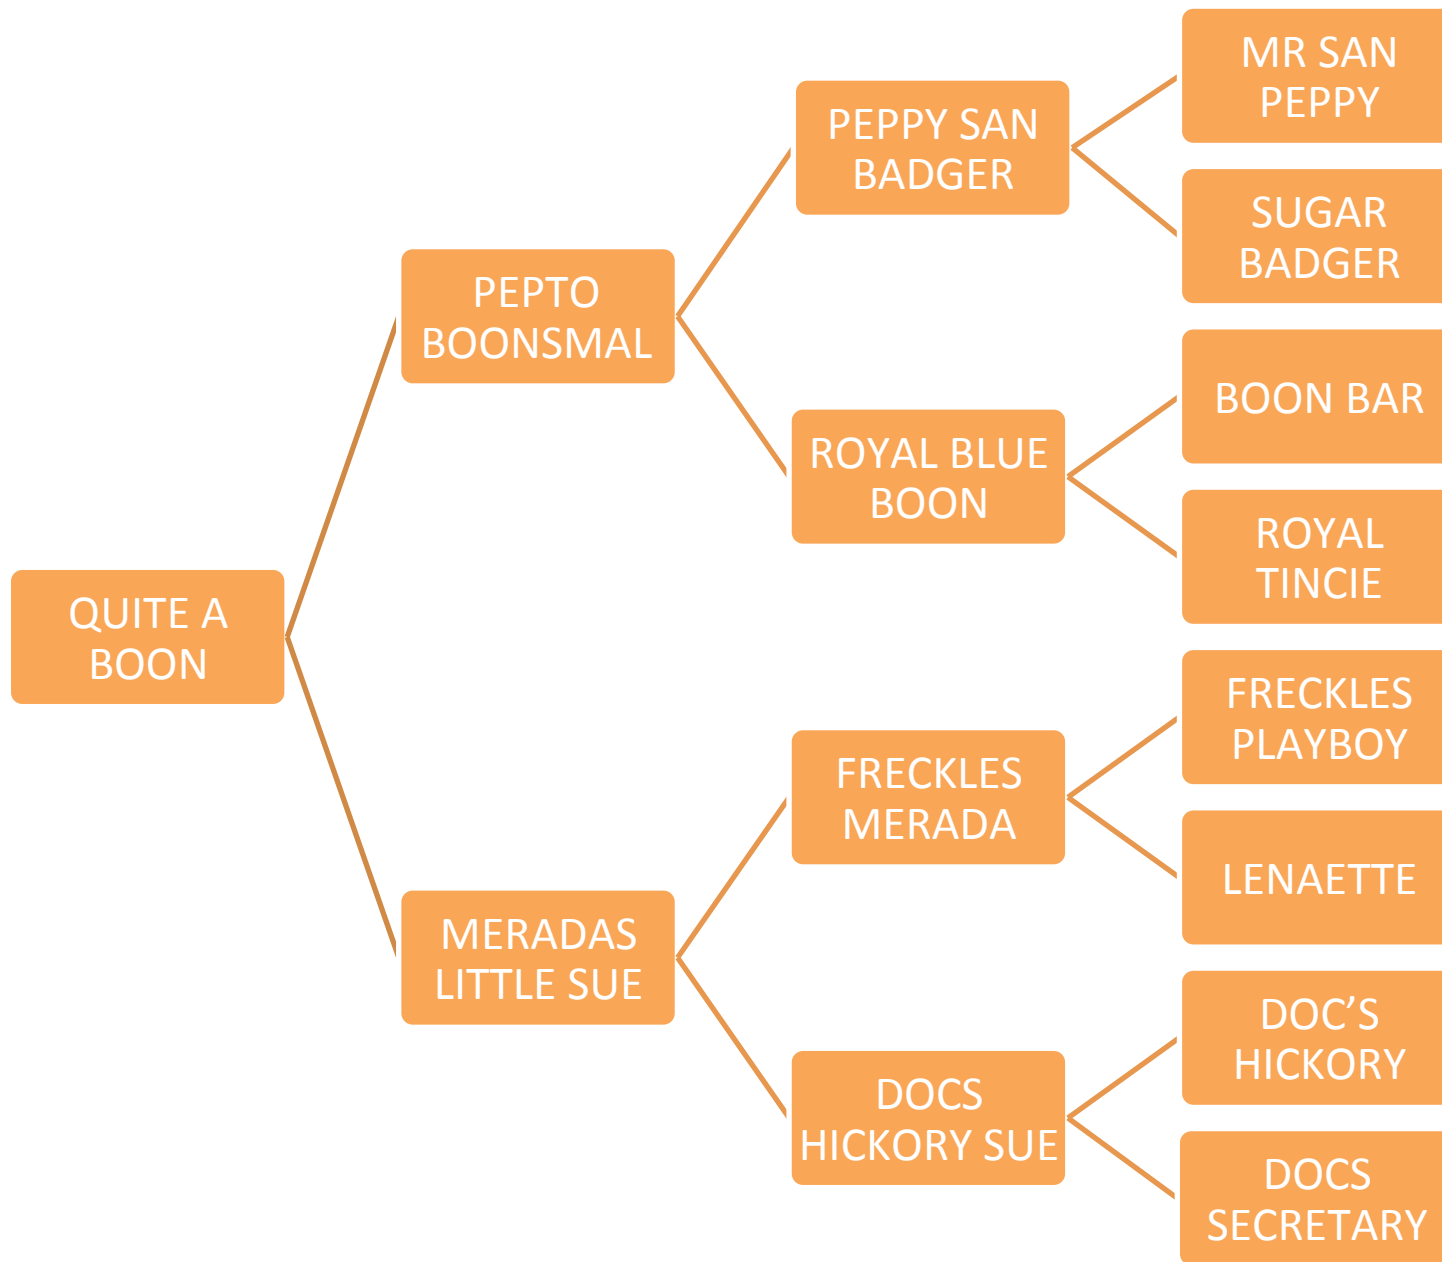 MR SAN
PEPPY
PEPPY SAN
BADGER
SUGAR
BADGER
PEPTO
BOONSMAL
BOON BAR
ROYAL BLUE
BOON
ROYAL
TINCIE
QUITE A
BOON
FRECKLES
PLAYBOY
FRECKLES
MERADA
LENAETTE
MERADAS
LITTLE SUE
DOC’S
HICKORY
DOCS
HICKORY SUE
DOCS
SECRETARY